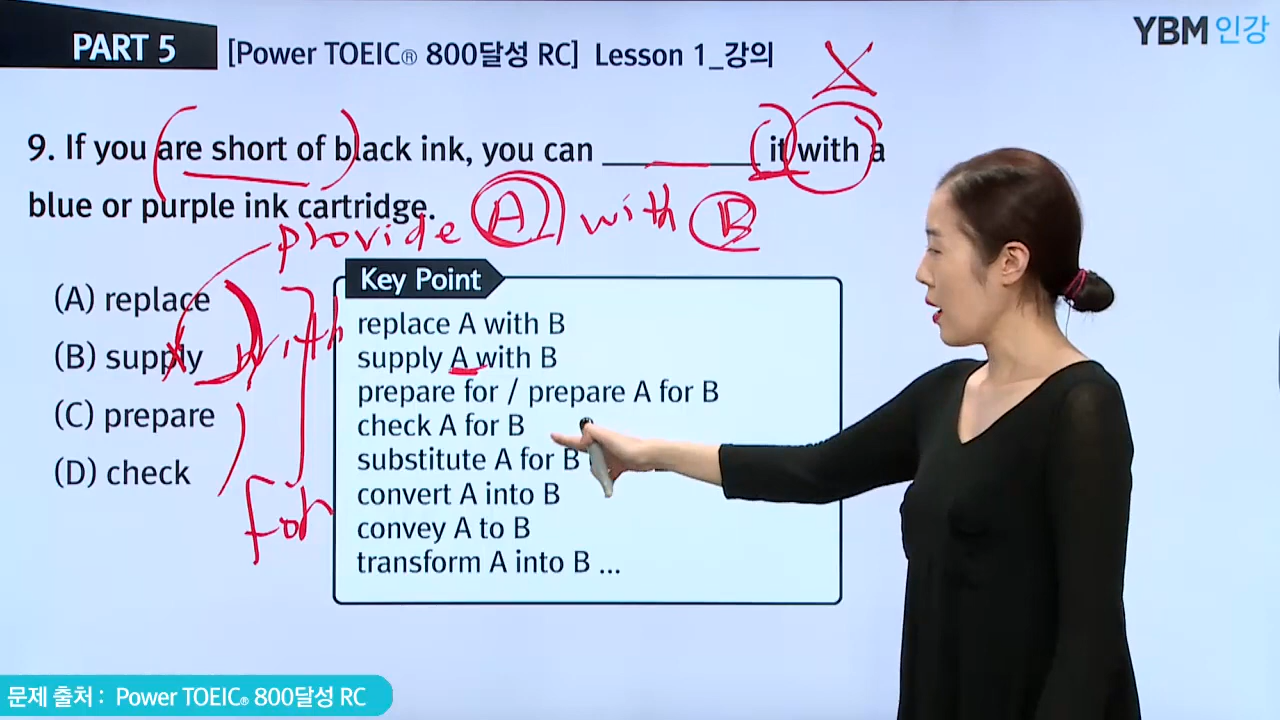 PART 5
[Power TOEIC® 800달성 RC] Lesson 1_강의
YBM 인강
X
9. If you are short of black ink, you can ___________ it with a
blue or purple ink cartridge.
provide A with B
(A) replace
(B) supply
(C) prepare
(D) check
with
for
Key Point
replace A with B
supply A with B
prepare for / prepare A for B
check A for B
substitute A for B
convert A into B
convey A to B
transform A into B ...
문제 출처 : Power TOEIC® 800달성 RC